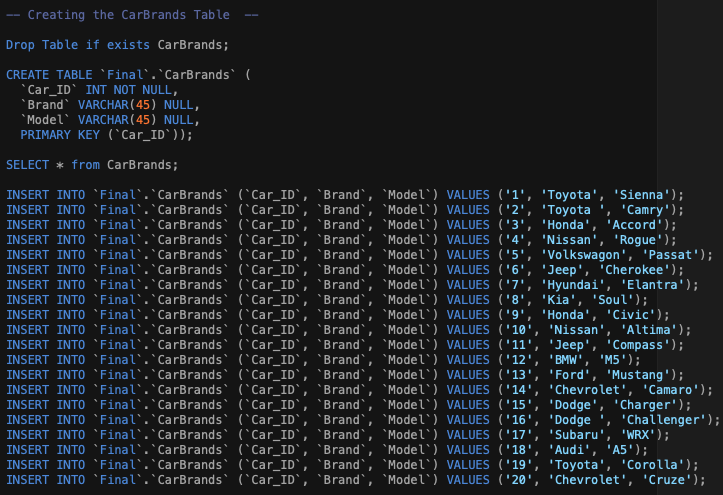 -- Creating the CarBrands Table  --
Drop Table if exists CarBrands;
CREATE TABLE `Final`.`CarBrands` (
  `Car_ID` INT NOT NULL,
  `Brand` VARCHAR(45) NULL,
  `Model` VARCHAR(45) NULL,
  PRIMARY KEY (`Car_ID`));
SELECT * from CarBrands;
INSERT INTO `Final`.`CarBrands` (`Car_ID`, `Brand`, `Model`) VALUES ('1', 'Toyota', 'Sienna');
INSERT INTO `Final`.`CarBrands` (`Car_ID`, `Brand`, `Model`) VALUES ('2', 'Toyota ', 'Camry');
INSERT INTO `Final`.`CarBrands` (`Car_ID`, `Brand`, `Model`) VALUES ('3', 'Honda', 'Accord');
INSERT INTO `Final`.`CarBrands` (`Car_ID`, `Brand`, `Model`) VALUES ('4', 'Nissan', 'Rogue');
INSERT INTO `Final`.`CarBrands` (`Car_ID`, `Brand`, `Model`) VALUES ('5', 'Volkswagon', 'Passat');
INSERT INTO `Final`.`CarBrands` (`Car_ID`, `Brand`, `Model`) VALUES ('6', 'Jeep', 'Cherokee');
INSERT INTO `Final`.`CarBrands` (`Car_ID`, `Brand`, `Model`) VALUES ('7', 'Hyundai', 'Elantra');
INSERT INTO `Final`.`CarBrands` (`Car_ID`, `Brand`, `Model`) VALUES ('8', 'Kia', 'Soul');
INSERT INTO `Final`.`CarBrands` (`Car_ID`, `Brand`, `Model`) VALUES ('9', 'Honda', 'Civic');
INSERT INTO `Final`.`CarBrands` (`Car_ID`, `Brand`, `Model`) VALUES ('10', 'Nissan', 'Altima');
INSERT INTO `Final`.`CarBrands` (`Car_ID`, `Brand`, `Model`) VALUES ('11', 'Jeep', 'Compass');
INSERT INTO `Final`.`CarBrands` (`Car_ID`, `Brand`, `Model`) VALUES ('12', 'BMW', 'M5');
INSERT INTO `Final`.`CarBrands` (`Car_ID`, `Brand`, `Model`) VALUES ('13', 'Ford', 'Mustang');
INSERT INTO `Final`.`CarBrands` (`Car_ID`, `Brand`, `Model`) VALUES ('14', 'Chevrolet', 'Camaro');
INSERT INTO `Final`.`CarBrands` (`Car_ID`, `Brand`, `Model`) VALUES ('15', 'Dodge', 'Charger');
INSERT INTO `Final`.`CarBrands` (`Car_ID`, `Brand`, `Model`) VALUES ('16', 'Dodge ', 'Challenger');
INSERT INTO `Final`.`CarBrands` (`Car_ID`, `Brand`, `Model`) VALUES ('17', 'Subaru', 'WRX');
INSERT INTO `Final`.`CarBrands` (`Car_ID`, `Brand`, `Model`) VALUES ('18', 'Audi', 'A5');
INSERT INTO `Final`.`CarBrands` (`Car_ID`, `Brand`, `Model`) VALUES ('19', 'Toyota', 'Corolla');
INSERT INTO `Final`.`CarBrands` (`Car_ID`, `Brand`, `Model`) VALUES ('20', 'Chevrolet', 'Cruze');